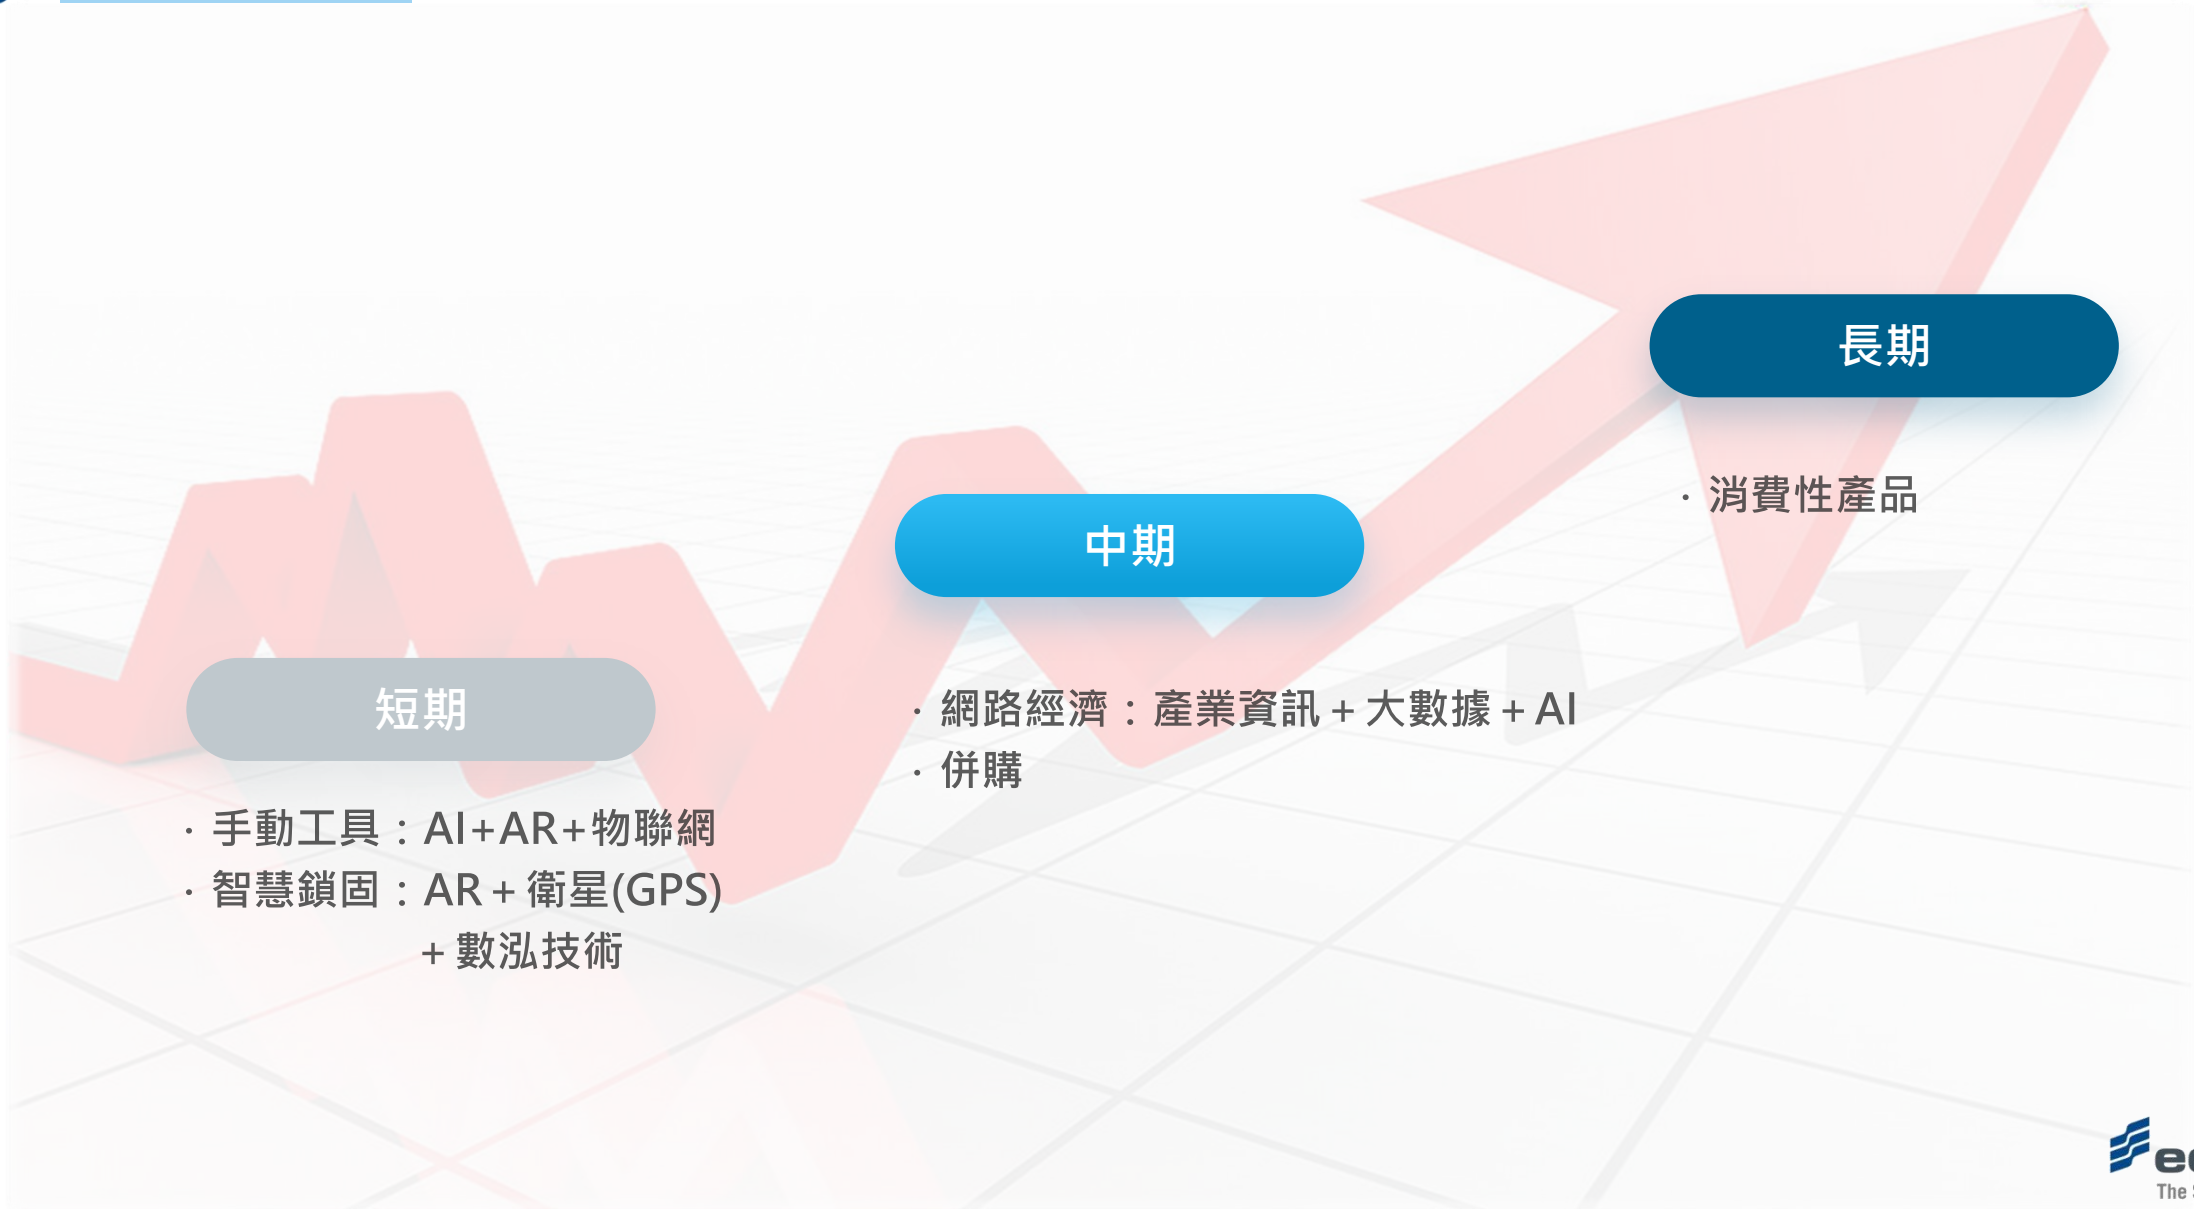 短期
· 手動工具：AI+AR+物聯網
· 智慧鎖固：AR + 衛星(GPS)
+ 數泓技術
中期
· 網路經濟：產業資訊 + 大數據 + AI
· 併購
長期
· 消費性產品
The